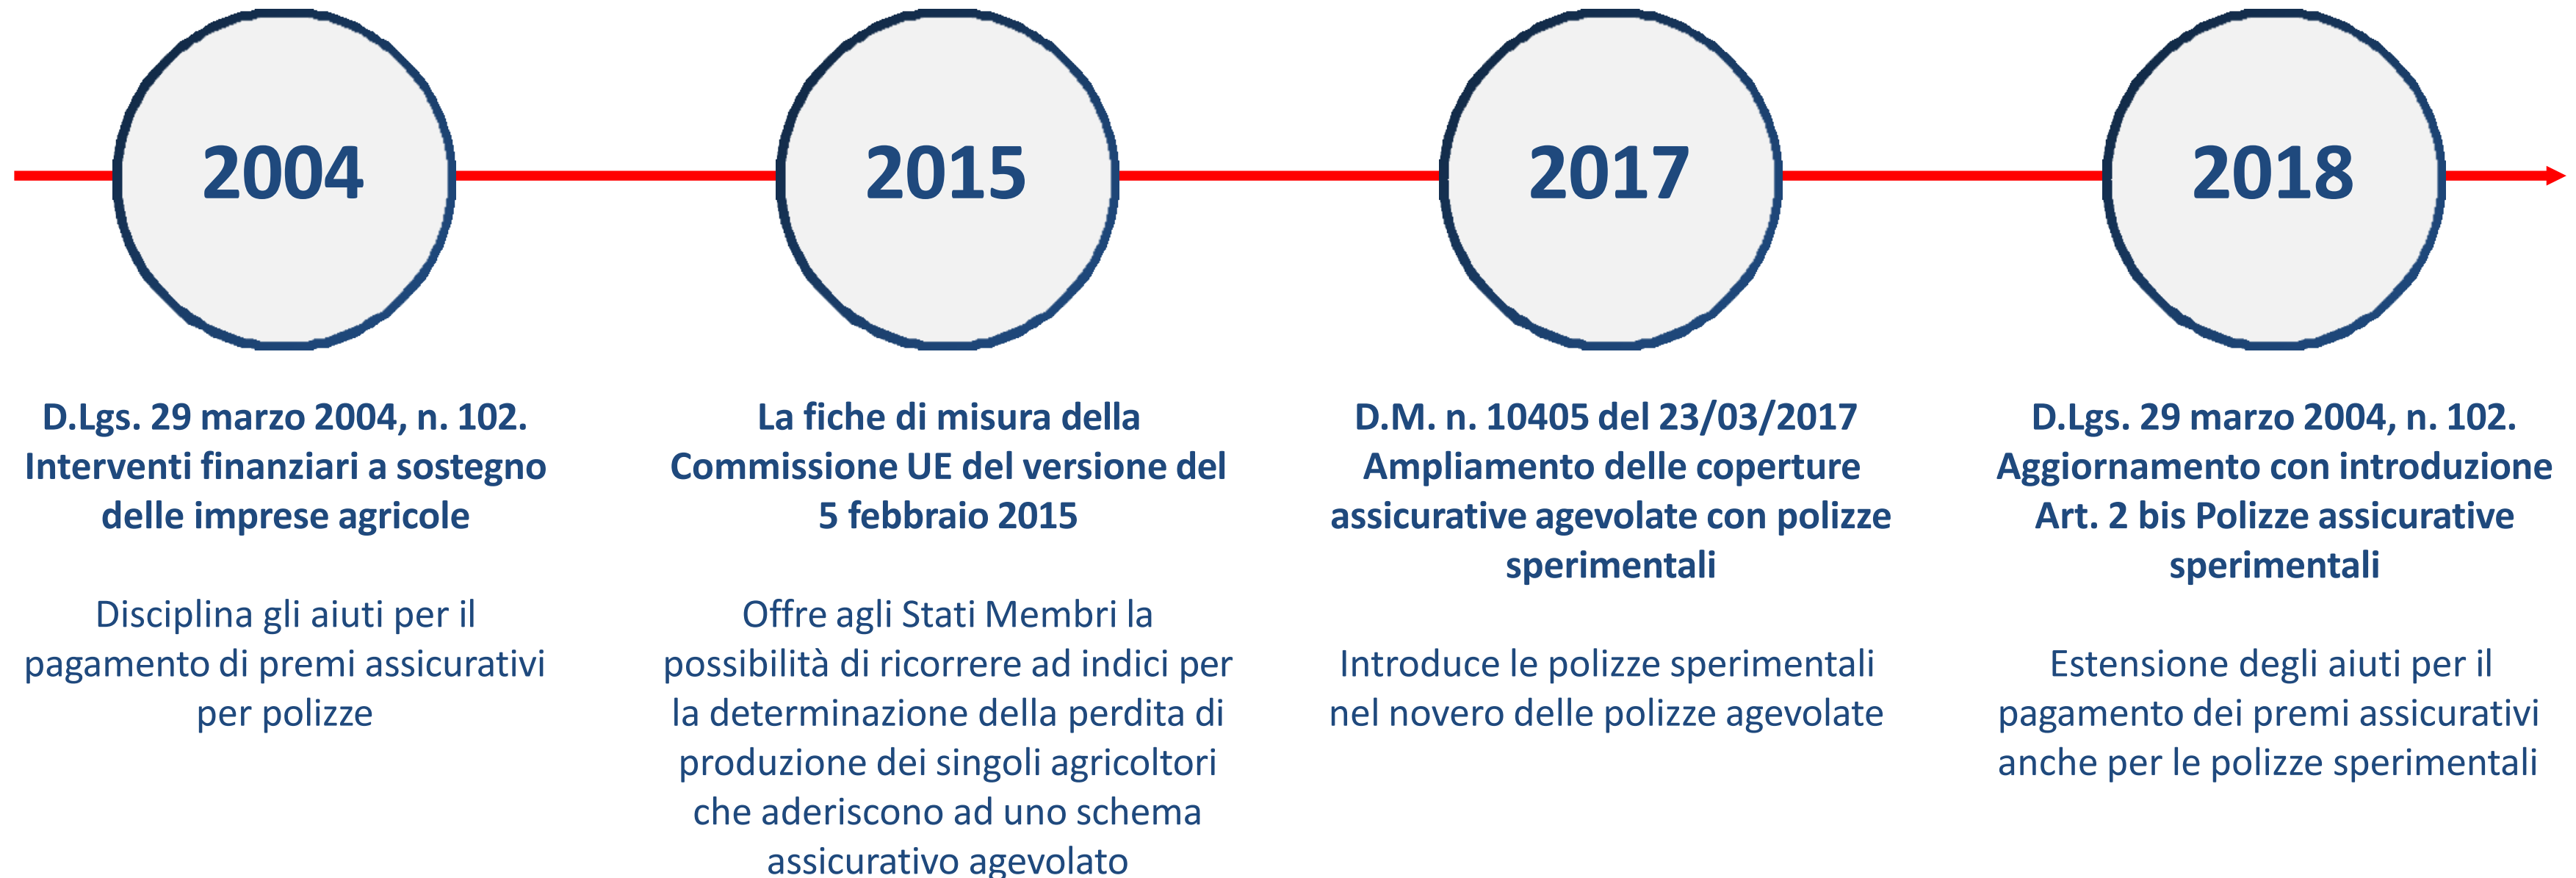 2004
D.Lgs. 29 marzo 2004, n. 102.
Interventi finanziari a sostegno
delle imprese agricole
Disciplina gli aiuti per il
pagamento di premi assicurativi
per polizze
2015
La fiche di misura della
Commissione UE del versione del
5 febbraio 2015
Offre agli Stati Membri la
possibilità di ricorrere ad indici per
la determinazione della perdita di
produzione dei singoli agricoltori
che aderiscono ad uno schema
assicurativo agevolato
2017
D.M. n. 10405 del 23/03/2017
Ampliamento delle coperture
assicurative agevolate con polizze
sperimentali
Introduce le polizze sperimentali
nel novero delle polizze agevolate
2018
D.Lgs. 29 marzo 2004, n. 102.
Aggiornamento con introduzione
Art. 2 bis Polizze assicurative
sperimentali
Estensione degli aiuti per il
pagamento dei premi assicurativi
anche per le polizze sperimentali